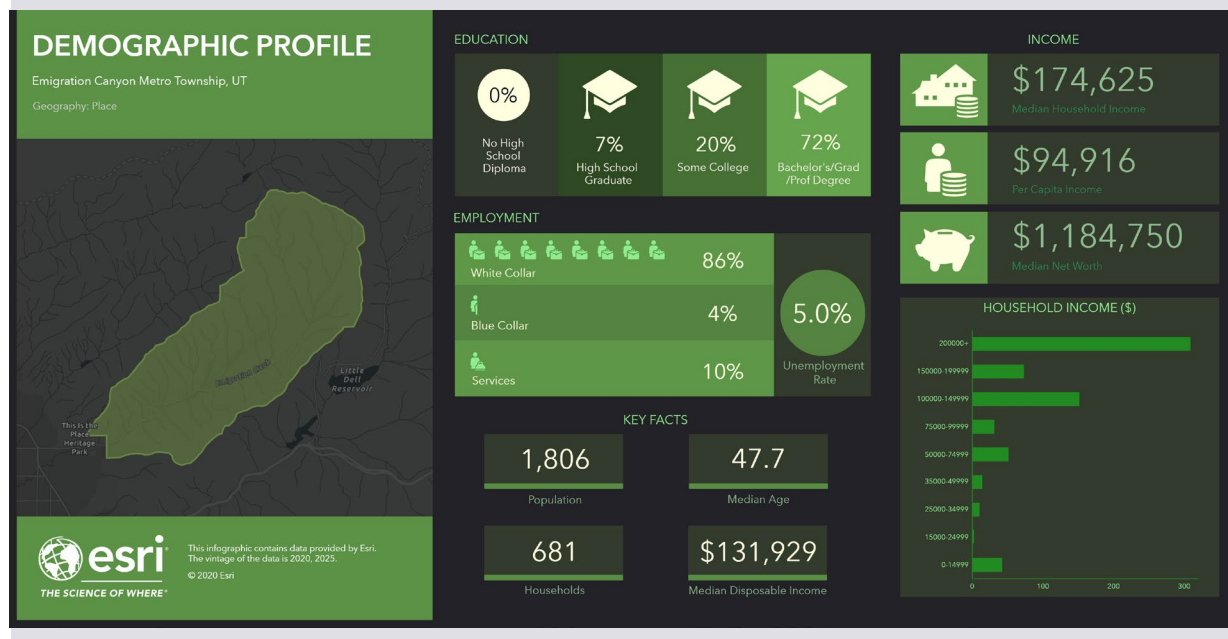 DEMOGRAPHIC PROFILE
Emigration Canyon Metro Township, UT
Geography: Place
This Is the
Place
Heritage
Park
Emigration Creek
Little
Dell
Reservoir
esri
THE SCIENCE OF WHERE®
This infographic contains data provided by Esri.
The vintage of the data is 2020, 2025.
© 2020 Esri
EDUCATION
0%
No High
School
Diploma
7%
High School
Graduate
20%
Some College
72%
Bachelor's/Grad
/Prof Degree
EMPLOYMENT
White Collar
86%
Blue Collar
4%
Services
10%
5.0%
Unemployment
Rate
KEY FACTS
1,806
Population
47.7
Median Age
681
Households
$131,929
Median Disposable Income
INCOME
$174,625
Median Household Income
$94,916
Per Capita Income
$1,184,750
Median Net Worth
HOUSEHOLD INCOME ($)
200000+
150000-199999
100000-149999
75000-99999
50000-74999
35000-49999
25000-34999
15000-24999
0-14999
0 100 200 300